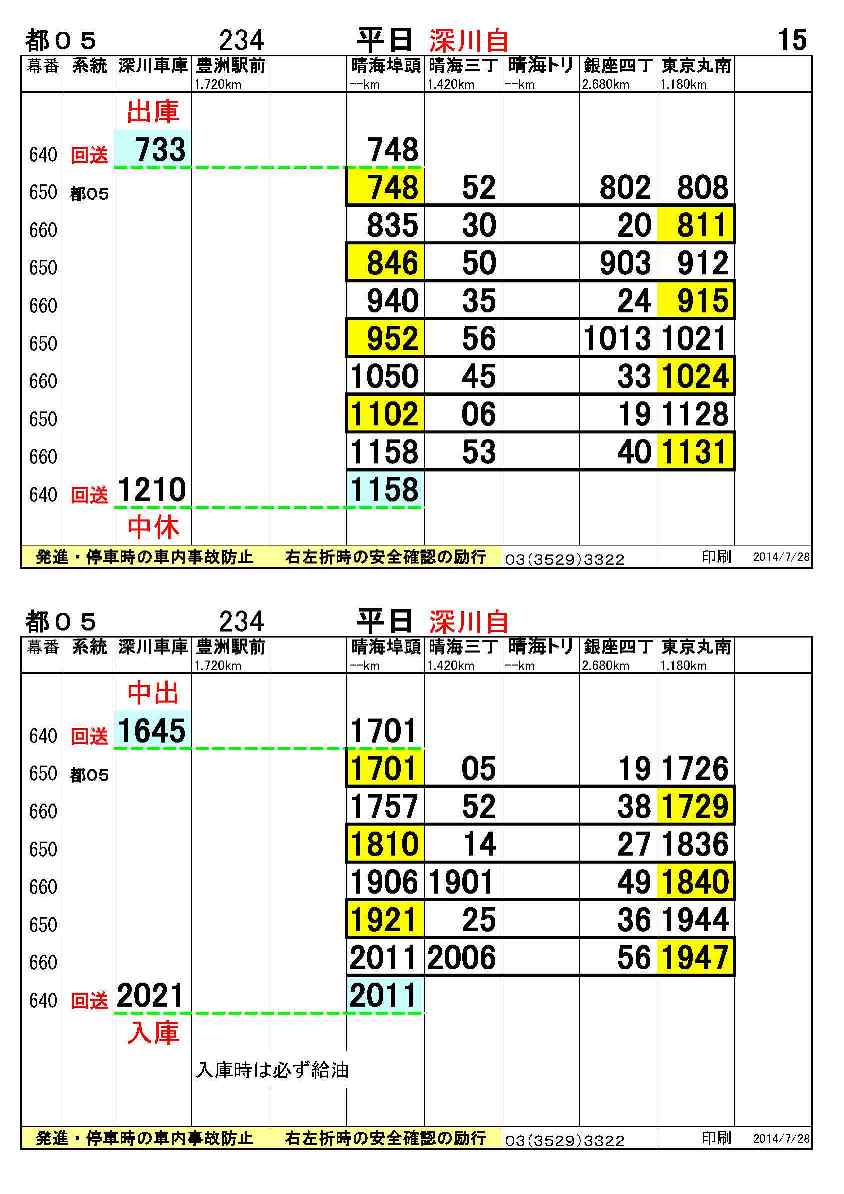 都０５ 234 平日 深川自 15
幕番 系統 深川車庫 豊洲駅前 晴海埠頭 晴海三丁 晴海トリ 銀座四丁 東京丸南
1.720km --km 1.420km --km 2.680km 1.180km
出庫
640 回送 733 748
650 都０５ 748 52 802 808
660 835 30 20 811
650 846 50 903 912
660 940 35 24 915
650 952 56 1013 1021
660 1050 45 33 1024
650 1102 06 19 1128
660 1158 53 40 1131
640 回送 1210 1158
中休
発進・停車時の車内事故防止 右左折時の安全確認の励行 03(3529)3322 印刷 2014/7/28
都０５ 234 平日 深川自
幕番 系統 深川車庫 豊洲駅前 晴海埠頭 晴海三丁 晴海トリ 銀座四丁 東京丸南
1.720km --km 1.420km --km 2.680km 1.180km
中出
640 回送 1645 1701
650 都０５ 1701 05 19 1726
660 1757 52 38 1729
650 1810 14 27 1836
660 1906 1901 49 1840
650 1921 25 36 1944
660 2011 2006 56 1947
640 回送 2021 2011
入庫
入庫時は必ず給油
発進・停車時の車内事故防止 右左折時の安全確認の励行 03(3529)3322 印刷 2014/7/28